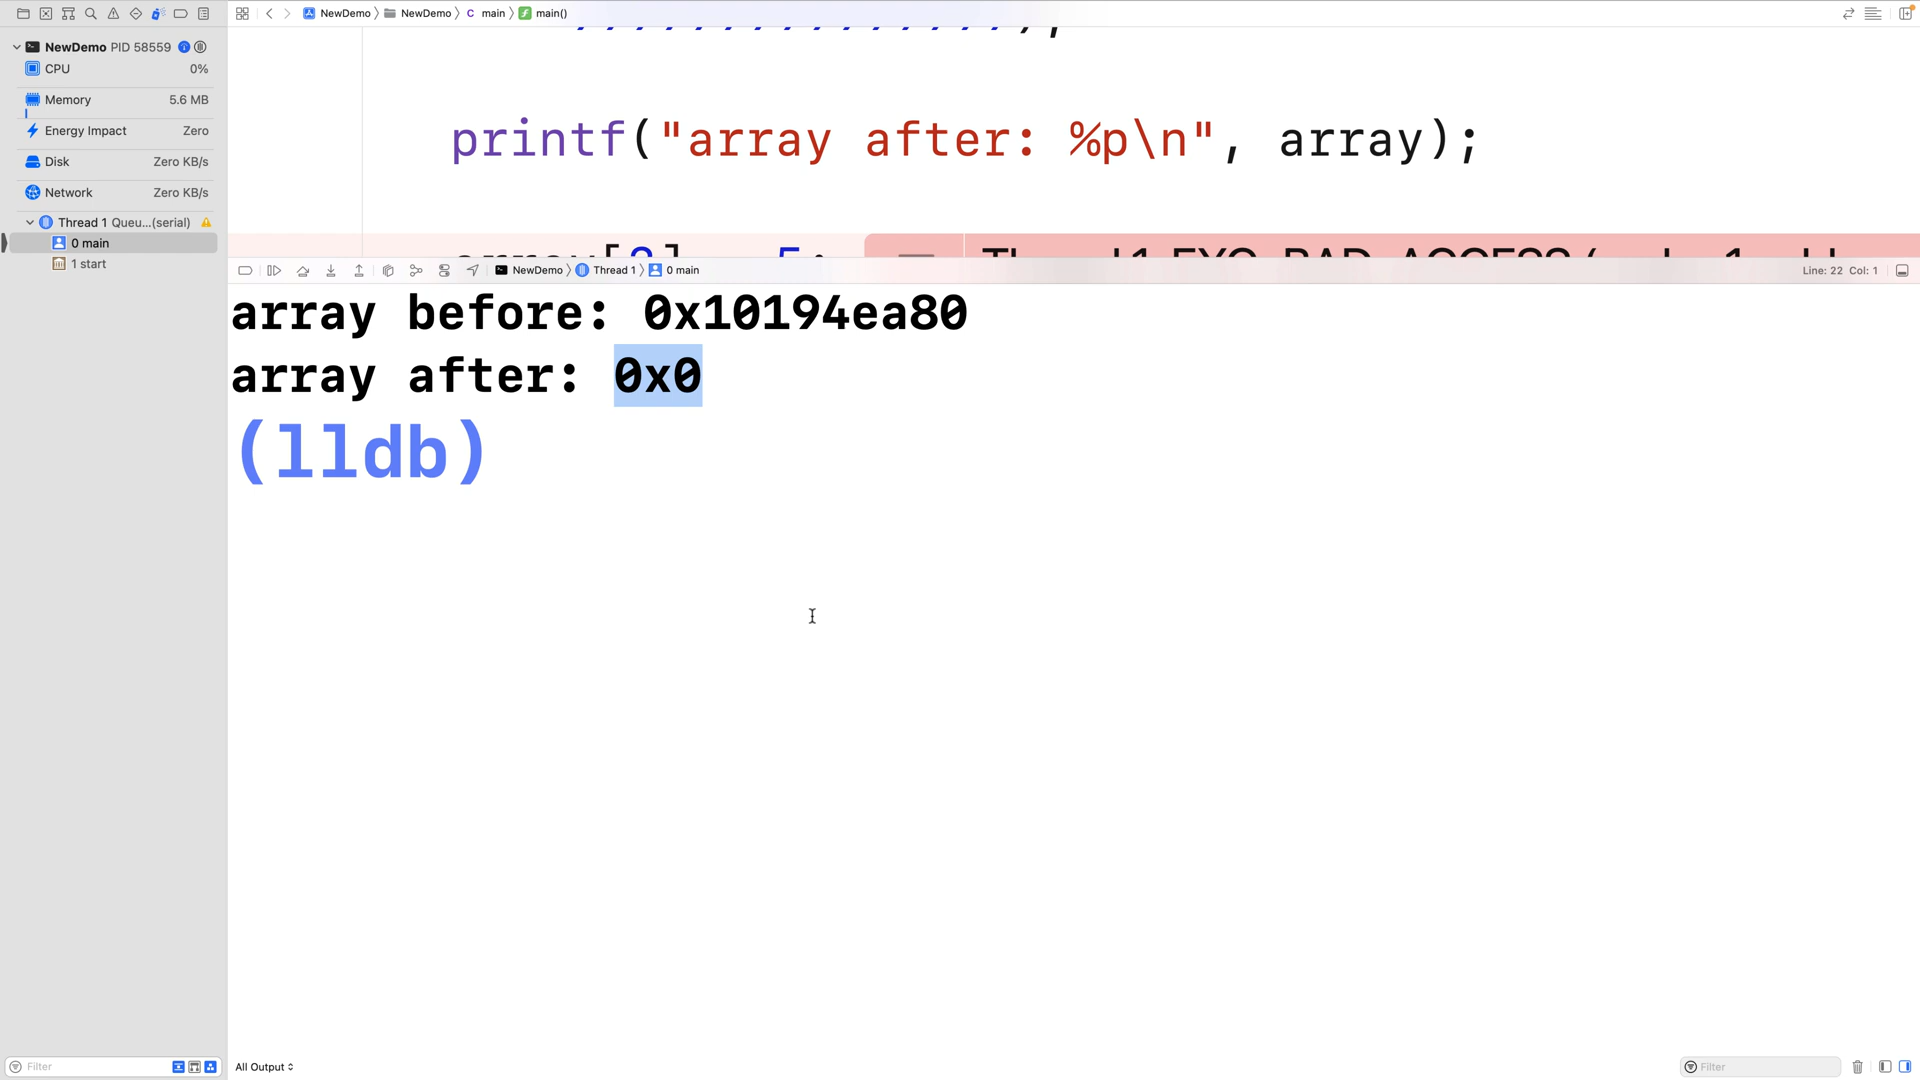 NewDemo PID 58559
CPU 0%
Memory 5.6 MB
Energy Impact Zero
Disk Zero KB/s
Network Zero KB/s
Thread 1 Queu...(serial)
0 main
1 start
Filter
NewDemo NewDemo C main main()
printf("array after: %p\n", array);
NewDemo Thread 1 0 main
Line: 22 Col: 1
array before: 0x10194ea80
array after: 0x0
(lldb)
All Output
Filter